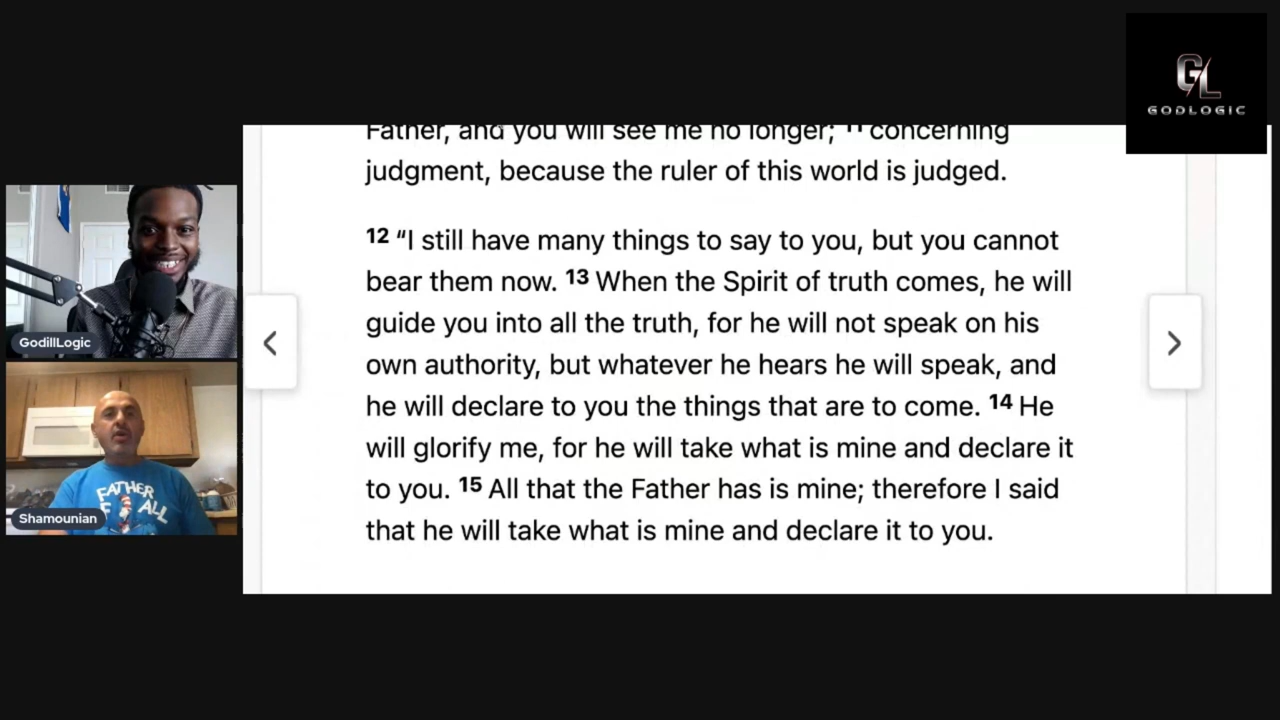 GL
GODLOGIC
Father, and you will see me no longer; 11 concerning
judgment, because the ruler of this world is judged.
12 “I still have many things to say to you, but you cannot
bear them now. 13 When the Spirit of truth comes, he will
guide you into all the truth, for he will not speak on his
own authority, but whatever he hears he will speak, and
he will declare to you the things that are to come. 14 He
will glorify me, for he will take what is mine and declare it
to you. 15 All that the Father has is mine; therefore I said
that he will take what is mine and declare it to you.
GodillLogic
FATHER
ALL
Shamounian